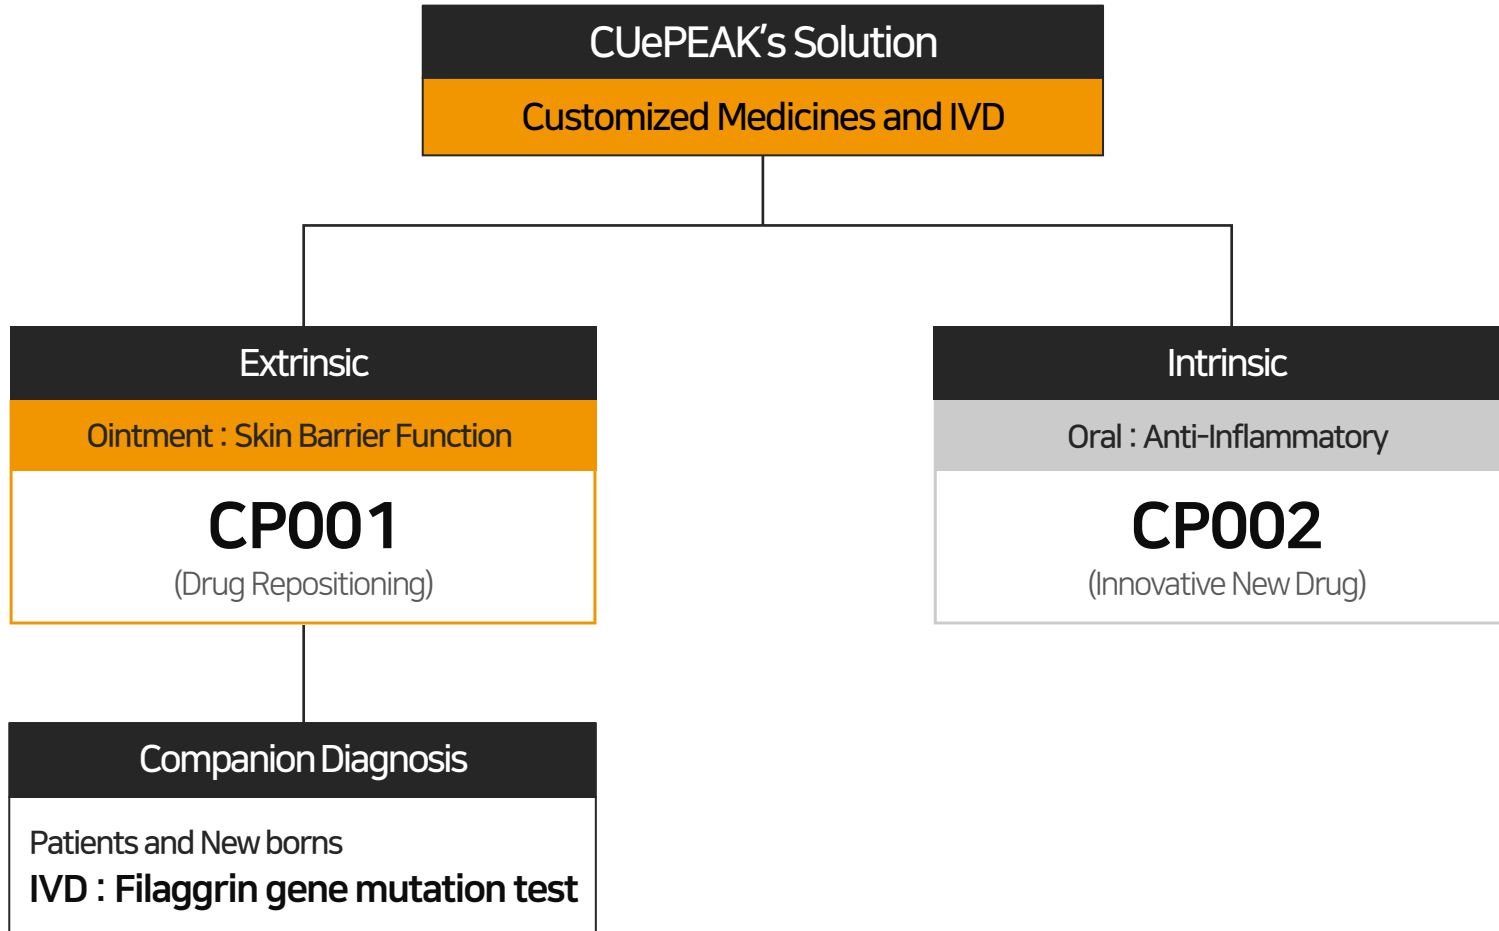 CUePEAK's Solution
Customized Medicines and IVD
Extrinsic
Ointment : Skin Barrier Function
CP001
(Drug Repositioning)
Intrinsic
Oral : Anti-Inflammatory
CP002
(Innovative New Drug)
Companion Diagnosis
Patients and New borns
IVD : Filaggrin gene mutation test